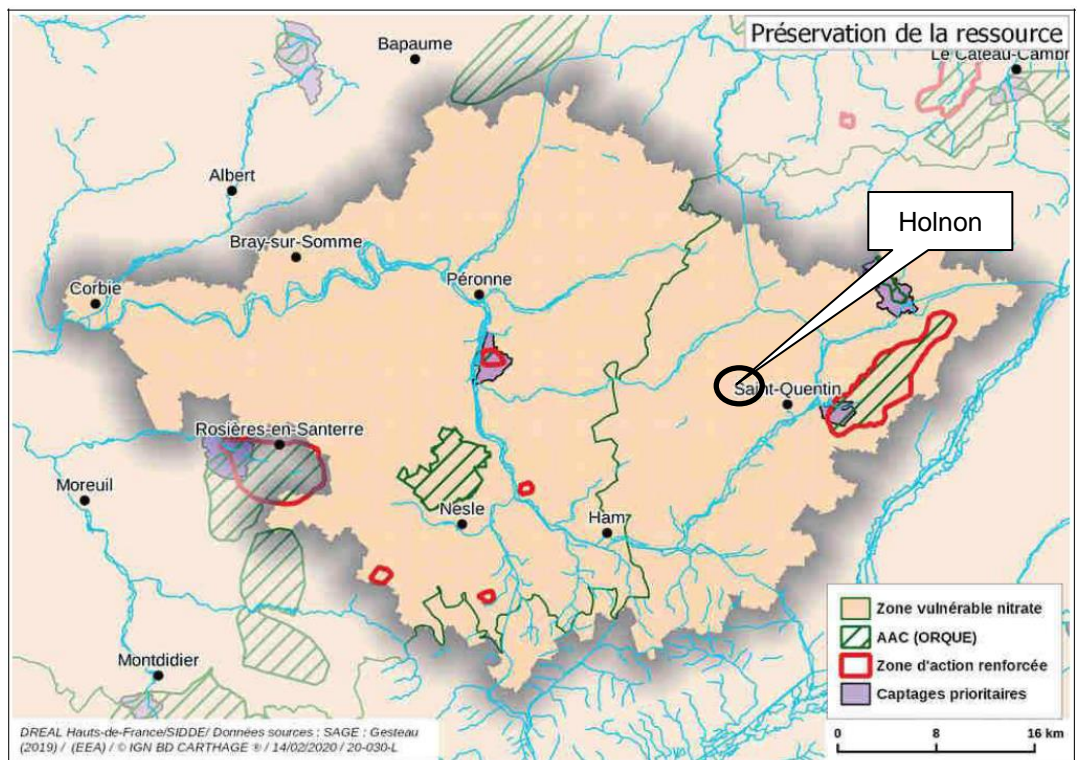 Préservation de la ressource
Bapaume
Le Cateau-Cambr
Albert
Holnon
Bray-sur-Somme
Péronne
Corbie
Saint-Quentin
Rosières-en-Santerre
Moreuil
Nesle
Ham
Montdidier
Zone vulnérable nitrate
AAC (ORQUE)
Zone d'action renforcée
Captages prioritaires
DREAL Hauts-de-France/SIDDE/ Données sources : SAGE : Gesteau
(2019) / (EEA) / © IGN BD CARTHAGE ® / 14/02/2020 / 20-030-L
0 8 16 km